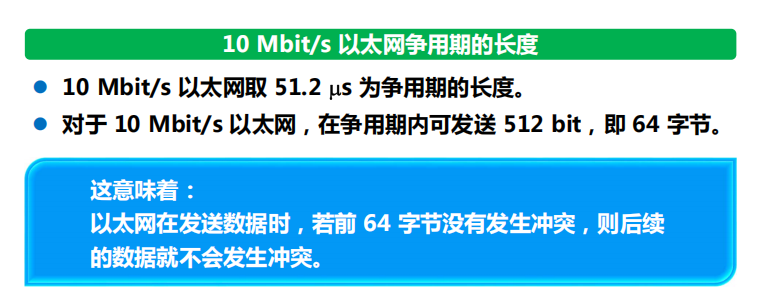 10 Mbit/s 以太网争用期的长度
10 Mbit/s 以太网取 51.2 μs 为争用期的长度。
对于 10 Mbit/s 以太网，在争用期内可发送 512 bit，即 64 字节。
这意味着：
以太网在发送数据时，若前 64 字节没有发生冲突，则后续
的数据就不会发生冲突。